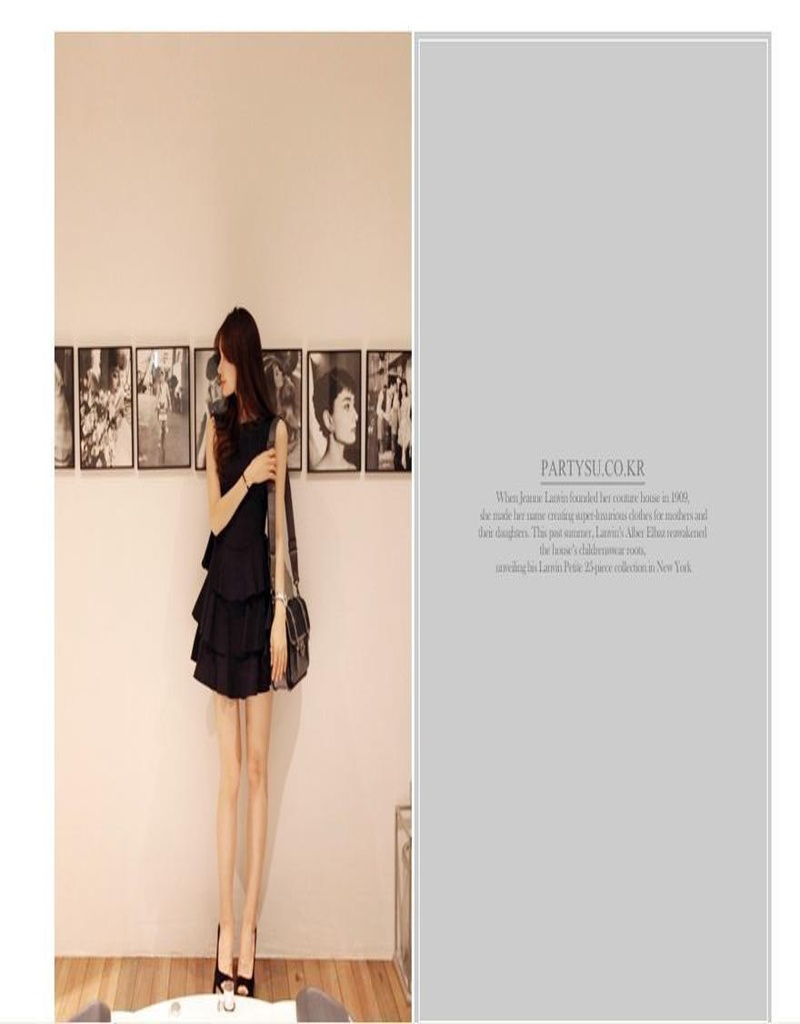 PARTYSU.CO.KR
When Jeanne Lanvin founded her couture house in 1909,
she made her name creating super-luxurious clothes for mothers and
their daughters. This past summer, Lanvin's Alber Elbaz reawakened
the house's childrenswear roots,
unveiling his Lanvin Petite 25-piece collection in New York